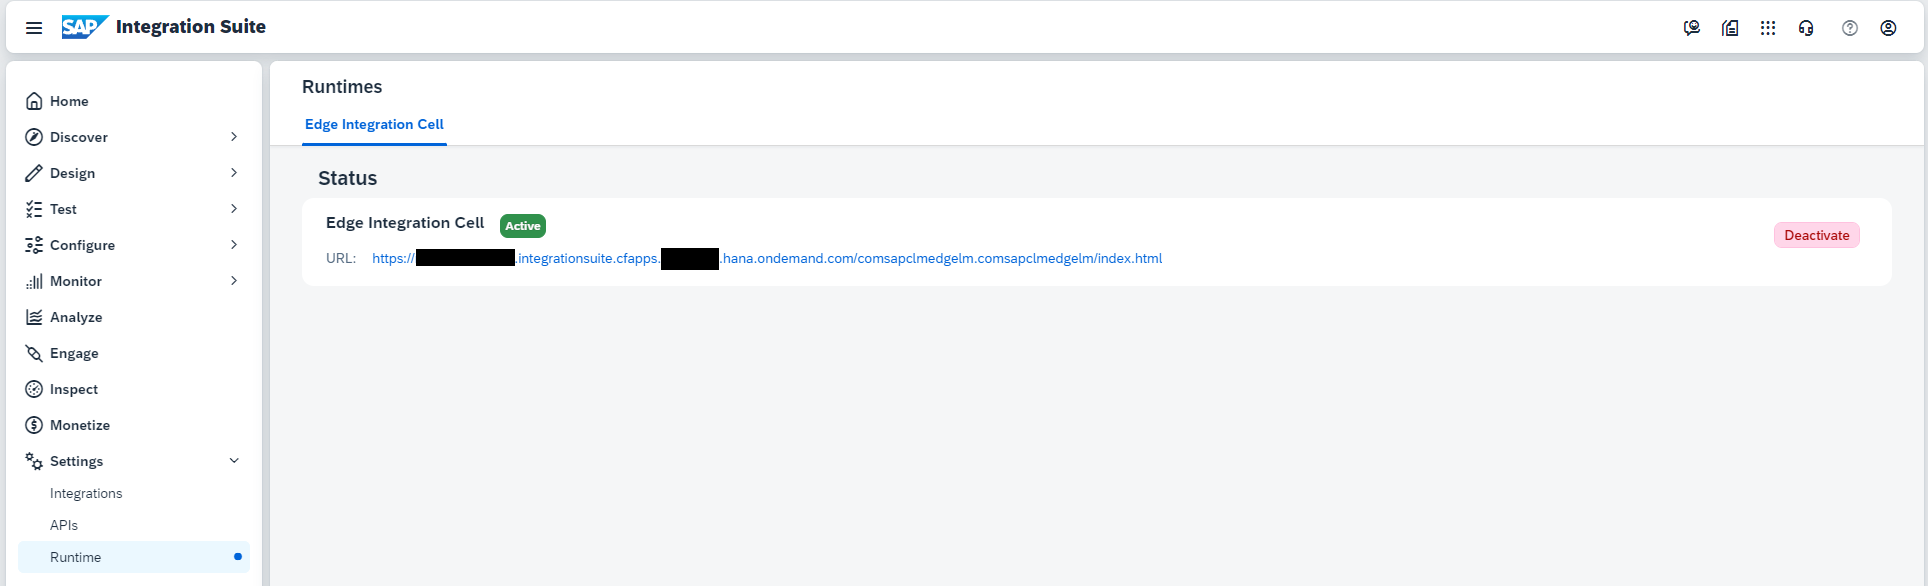 SAP Integration Suite
Home
Discover
Design
Test
Configure
Monitor
Analyze
Engage
Inspect
Monetize
Settings
Integrations
APIs
Runtime
Runtimes
Edge Integration Cell
Status
Edge Integration Cell Active
Deactivate
URL: https:// .integrationsuite.cfapps. .hana.ondemand.com/comsapclmedgelm.comsapclmedgelm/index.html